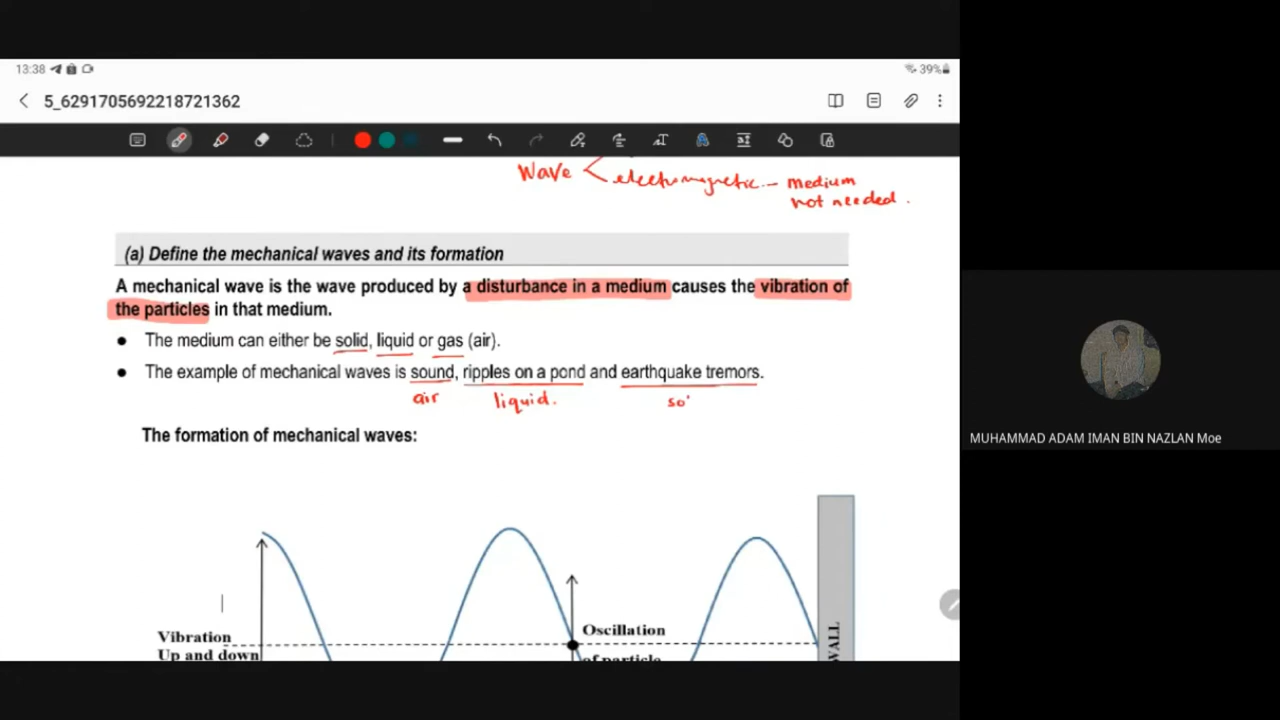 13:38 39%
5_6291705692218721362
Wave < electromagnetic - medium
not needed.
(a) Define the mechanical waves and its formation
A mechanical wave is the wave produced by a disturbance in a medium causes the vibration of
the particles in that medium.
● The medium can either be solid, liquid or gas (air).
● The example of mechanical waves is sound, ripples on a pond and earthquake tremors.
air liquid. so
The formation of mechanical waves:
Vibration
Up and down
Oscillation
of particle
WALL
MUHAMMAD ADAM IMAN BIN NAZLAN Moe